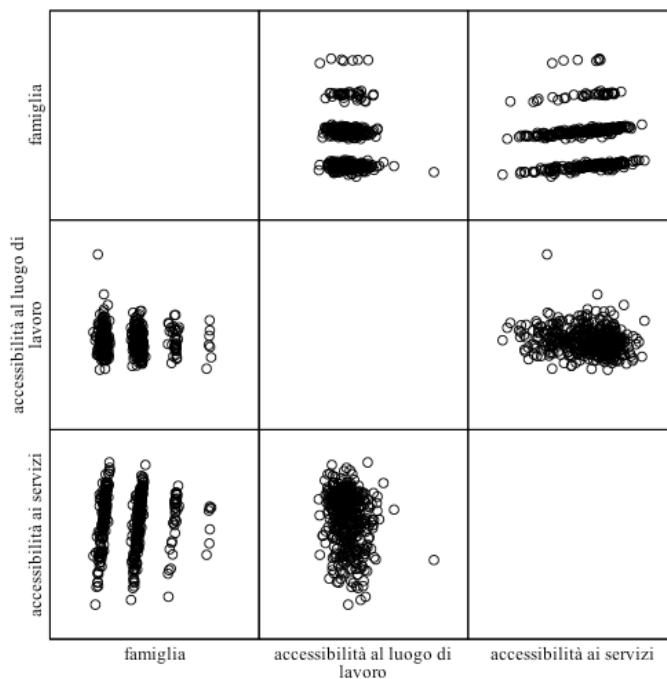 famiglia
accessibilità al luogo di
lavoro
accessibilità ai servizi
famiglia
accessibilità al luogo di
lavoro
accessibilità ai servizi